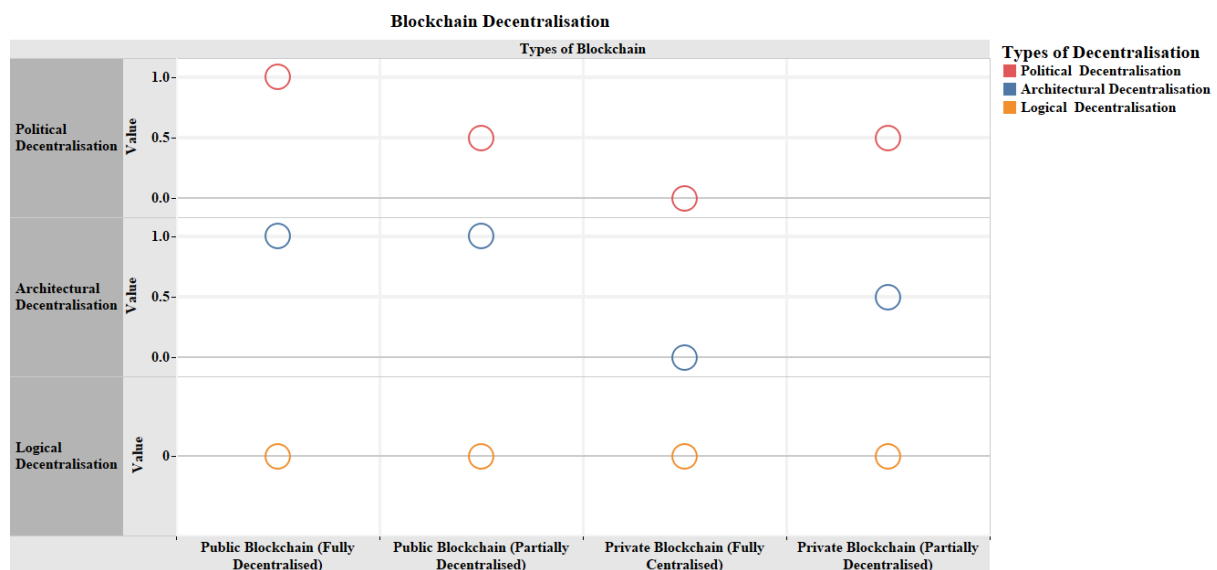 Blockchain Decentralisation
Types of Blockchain
Types of Decentralisation
Political Decentralisation
Architectural Decentralisation
Logical Decentralisation
Political
Decentralisation
Value
1.0
0.5
0.0
Architectural
Decentralisation
Value
1.0
0.5
0.0
Logical
Decentralisation
Value
0
Public Blockchain (Fully
Decentralised)
Public Blockchain (Partially
Decentralised)
Private Blockchain (Fully
Centralised)
Private Blockchain (Partially
Decentralised)